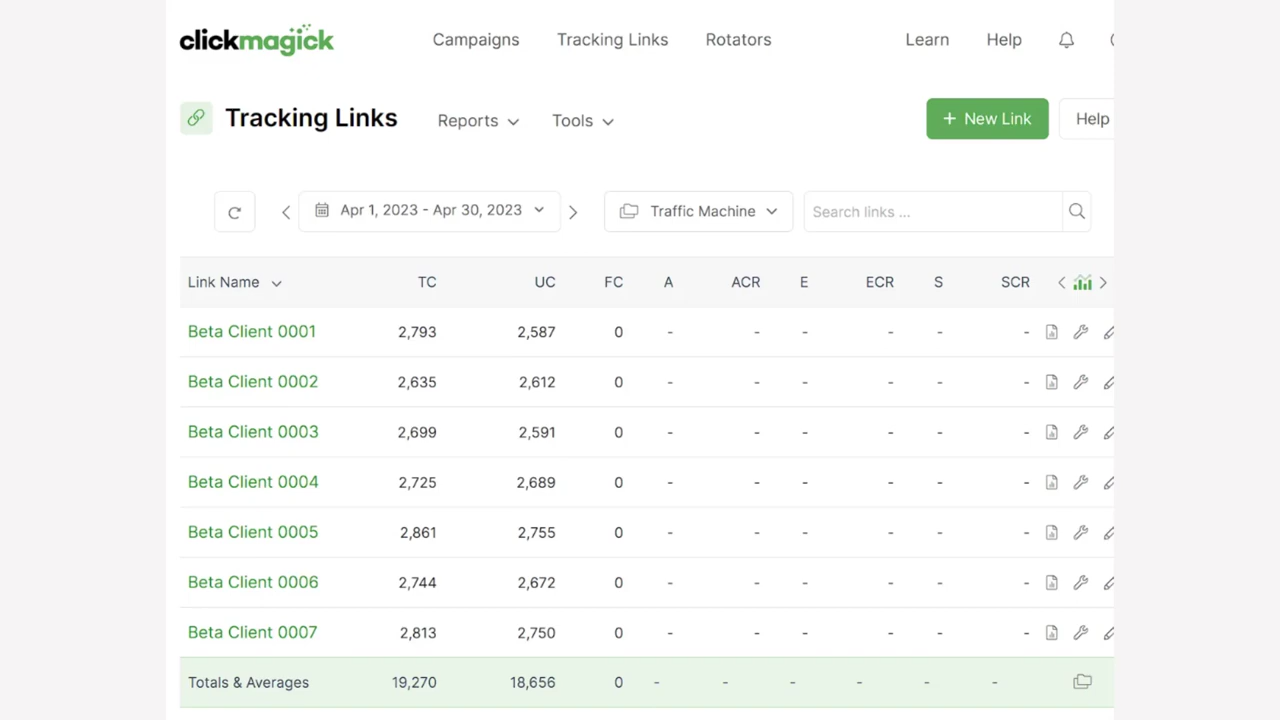 clickmagick Campaigns Tracking Links Rotators Learn Help
Tracking Links Reports Tools + New Link Help
Apr 1, 2023 - Apr 30, 2023 Traffic Machine Search links ...
Link Name TC UC FC A ACR E ECR S SCR
Beta Client 0001 2,793 2,587 0 - - - - - -
Beta Client 0002 2,635 2,612 0 - - - - - -
Beta Client 0003 2,699 2,591 0 - - - - - -
Beta Client 0004 2,725 2,689 0 - - - - - -
Beta Client 0005 2,861 2,755 0 - - - - - -
Beta Client 0006 2,744 2,672 0 - - - - - -
Beta Client 0007 2,813 2,750 0 - - - - - -
Totals & Averages 19,270 18,656 0 - - - - - -